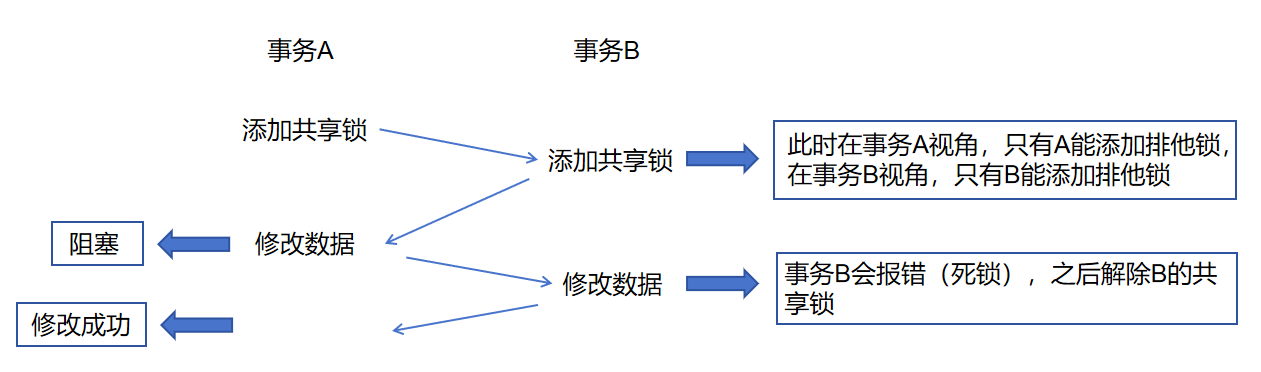 事务A
事务B
添加共享锁
添加共享锁
此时在事务A视角，只有A能添加排他锁，
在事务B视角，只有B能添加排他锁
阻塞
修改数据
修改数据
事务B会报错（死锁），之后解除B的共
享锁
修改成功